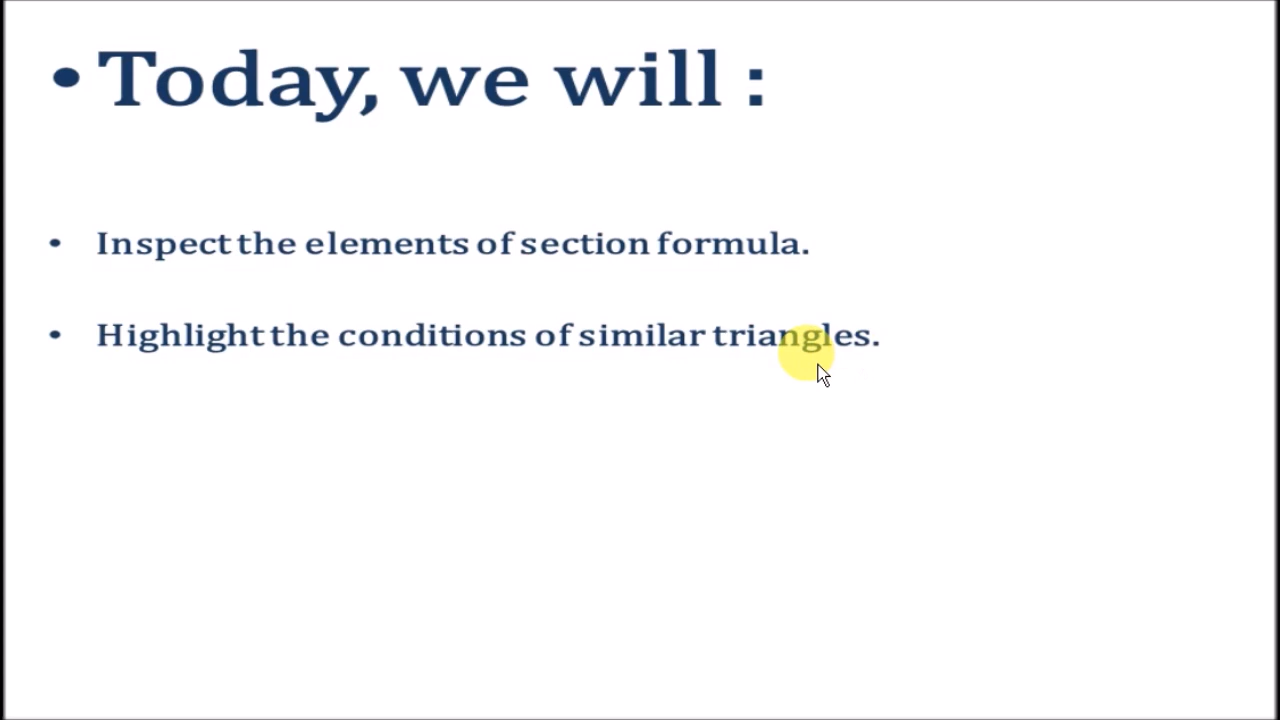 • Today, we will :
• Inspect the elements of section formula.
• Highlight the conditions of similar triangles.